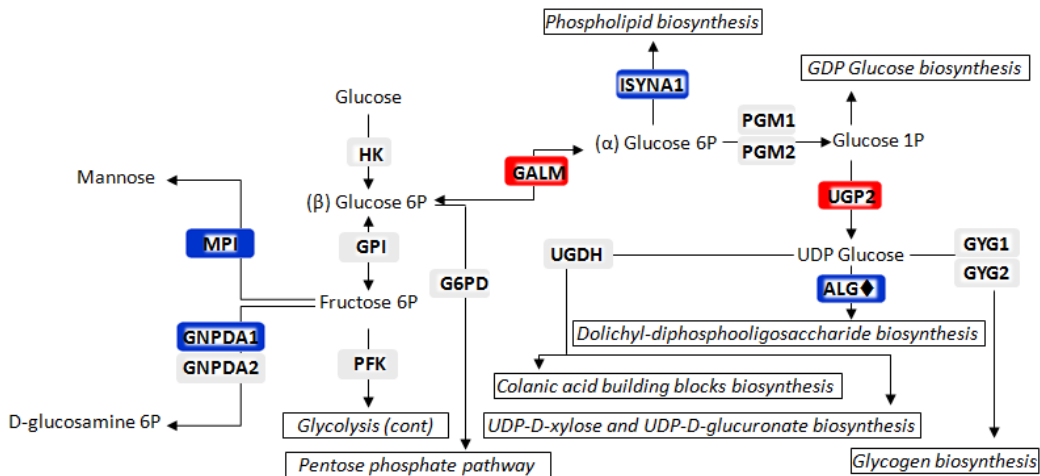 Phospholipid biosynthesis
GDP Glucose biosynthesis
ISYNA1
Glucose
PGM1
(α) Glucose 6P
Glucose 1P
HK
PGM2
GALM
Mannose
UGP2
(β) Glucose 6P
MPI
GPI
UGDH
UDP Glucose
GYG1
GYG2
G6PD
ALG♦
Fructose 6P
GNPDA1
Dolichyl-diphosphooligosaccharide biosynthesis
GNPDA2
PFK
Colanic acid building blocks biosynthesis
D-glucosamine 6P
Glycolysis (cont)
UDP-D-xylose and UDP-D-glucuronate biosynthesis
Pentose phosphate pathway
Glycogen biosynthesis